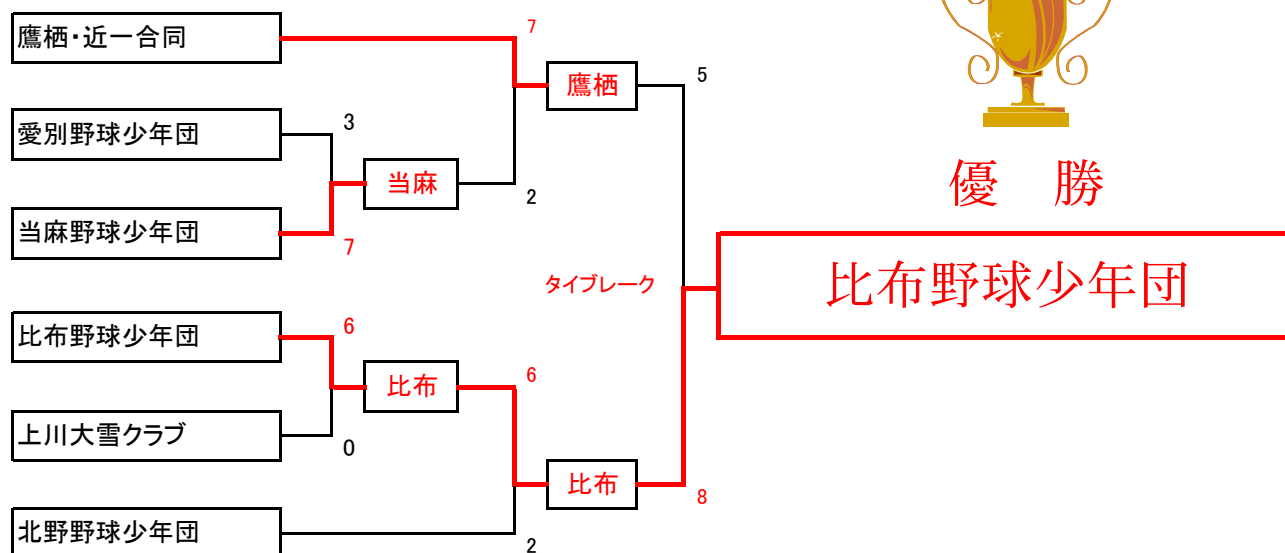 鷹栖・近一合同
7
鷹栖
5
愛別野球少年団
3
当麻
2
当麻野球少年団
7
優 勝
比布野球少年団
タイブレーク
比布野球少年団
6
比布
6
上川大雪クラブ
0
比布
8
北野野球少年団
2